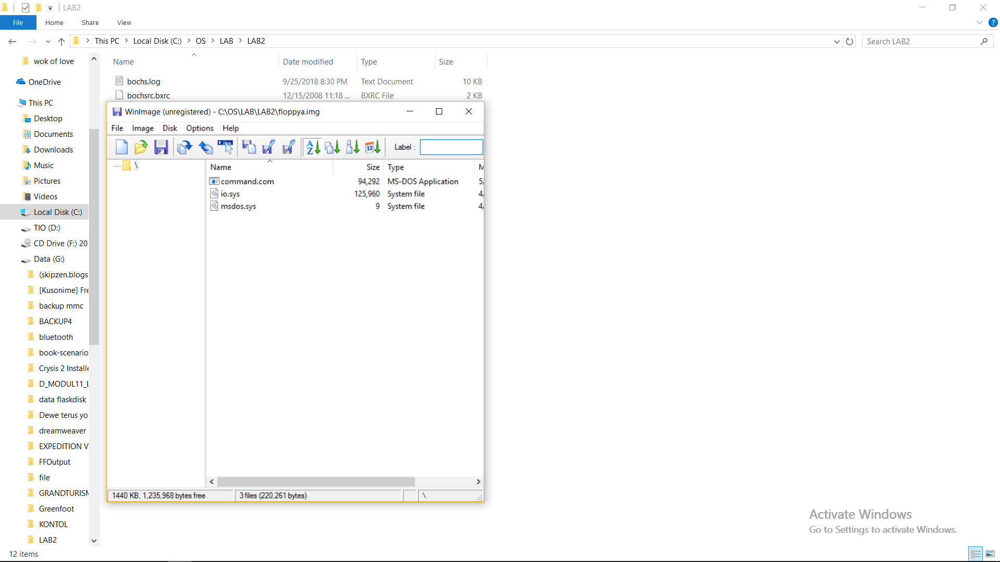 LAB2
File Home Share View
This PC Local Disk (C:) OS LAB LAB2
Search LAB2
wok of love
OneDrive
This PC
Desktop
Documents
Downloads
Music
Pictures
Videos
Local Disk (C:)
TIO (D:)
CD Drive (F:) 20
Data (G:)
(skipzen.blogs
[Kusonime] Fre
backup mmc
BACKUP4
bluetooth
book-scenario
Crysis 2 Installe
D_MODUL11_L
data flaskdisk
Dewe terus yo
dreamweaver
EXPEDITION V
FFOutput
file
GRANDTURISM
Greenfoot
KONTOL
LAB2
12 items
Name Date modified Type Size
bochs.log 9/25/2018 8:30 PM Text Document 10 KB
bochsrc.bxrc 12/15/2008 11:18 ... BXRC File 2 KB
WinImage (unregistered) - C:\OS\LAB\LAB2\floppya.img
File Image Disk Options Help
Label :
\
Name Size Type M
command.com 94,292 MS-DOS Application 5/
io.sys 125,960 System file 4/
msdos.sys 9 System file 4/
1440 KB, 1,235,968 bytes free 3 files (220,261 bytes) \
Activate Windows
Go to Settings to activate Windows.